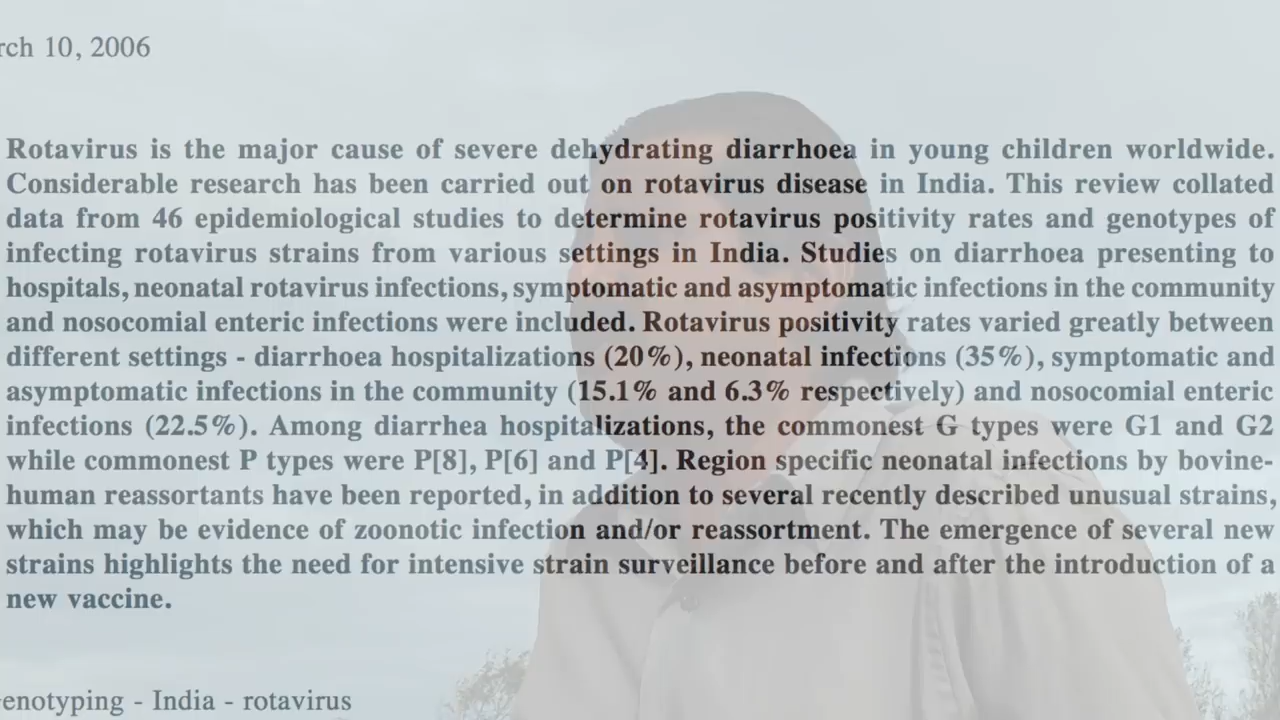 rch 10, 2006
Rotavirus is the major cause of severe dehydrating diarrhoea in young children worldwide.
Considerable research has been carried out on rotavirus disease in India. This review collated
data from 46 epidemiological studies to determine rotavirus positivity rates and genotypes of
infecting rotavirus strains from various settings in India. Studies on diarrhoea presenting to
hospitals, neonatal rotavirus infections, symptomatic and asymptomatic infections in the community
and nosocomial enteric infections were included. Rotavirus positivity rates varied greatly between
different settings - diarrhoea hospitalizations (20%), neonatal infections (35%), symptomatic and
asymptomatic infections in the community (15.1% and 6.3% respectively) and nosocomial enteric
infections (22.5%). Among diarrhea hospitalizations, the commonest G types were G1 and G2
while commonest P types were P[8], P[6] and P[4]. Region specific neonatal infections by bovine-
human reassortants have been reported, in addition to several recently described unusual strains,
which may be evidence of zoonotic infection and/or reassortment. The emergence of several new
strains highlights the need for intensive strain surveillance before and after the introduction of a
new vaccine.
enotyping - India - rotavirus